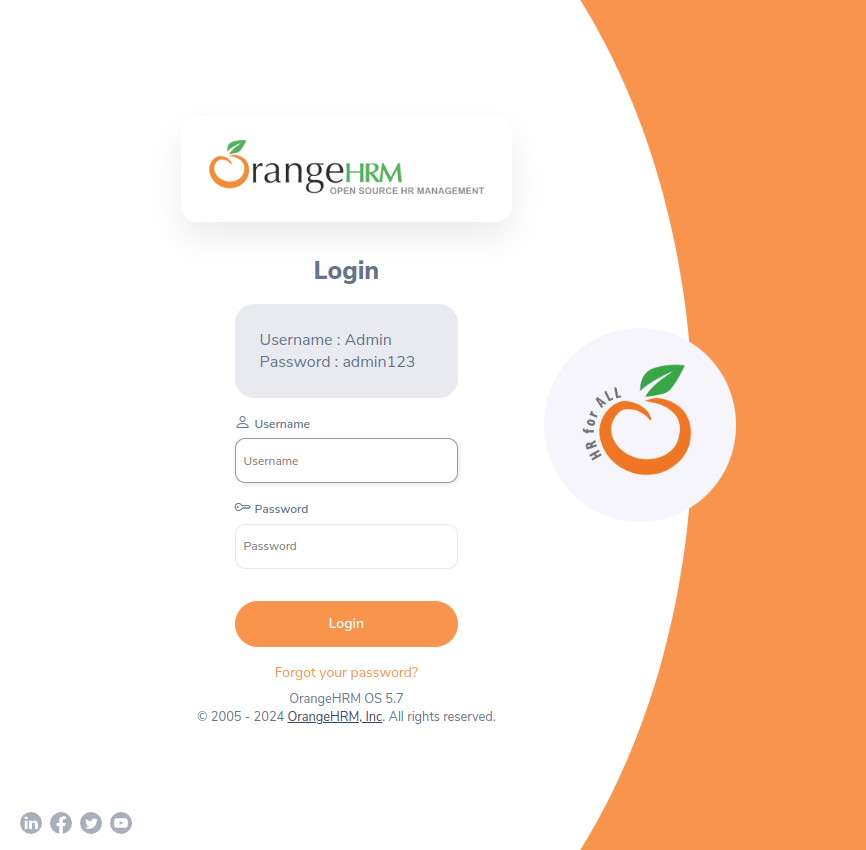 OrangeHRM
OPEN SOURCE HR MANAGEMENT
Login
Username : Admin
Password : admin123
Username
Username
Password
Password
Login
Forgot your password?
OrangeHRM OS 5.7
© 2005 - 2024 OrangeHRM, Inc. All rights reserved.
HR for ALL
in